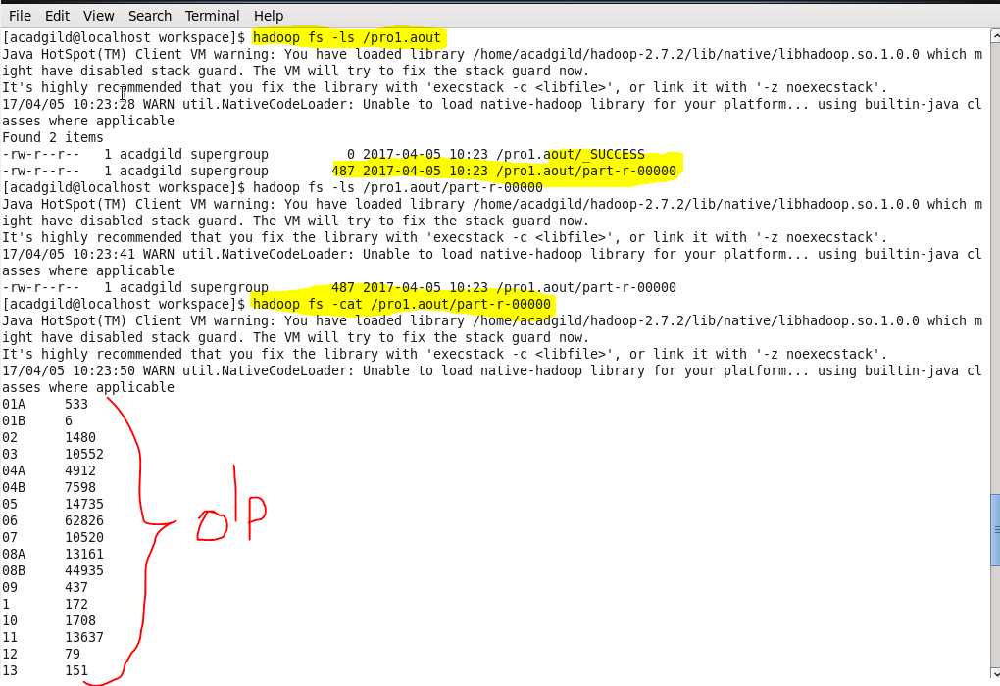 File Edit View Search Terminal Help
[acadgild@localhost workspace]$ hadoop fs -ls /pro1.aout
Java HotSpot(TM) Client VM warning: You have loaded library /home/acadgild/hadoop-2.7.2/lib/native/libhadoop.so.1.0.0 which m
ight have disabled stack guard. The VM will try to fix the stack guard now.
It's highly recommended that you fix the library with 'execstack -c <libfile>', or link it with '-z noexecstack'.
17/04/05 10:23:28 WARN util.NativeCodeLoader: Unable to load native-hadoop library for your platform... using builtin-java cl
asses where applicable
Found 2 items
-rw-r--r--   1 acadgild supergroup          0 2017-04-05 10:23 /pro1.aout/_SUCCESS
-rw-r--r--   1 acadgild supergroup        487 2017-04-05 10:23 /pro1.aout/part-r-00000
[acadgild@localhost workspace]$ hadoop fs -ls /pro1.aout/part-r-00000
Java HotSpot(TM) Client VM warning: You have loaded library /home/acadgild/hadoop-2.7.2/lib/native/libhadoop.so.1.0.0 which m
ight have disabled stack guard. The VM will try to fix the stack guard now.
It's highly recommended that you fix the library with 'execstack -c <libfile>', or link it with '-z noexecstack'.
17/04/05 10:23:41 WARN util.NativeCodeLoader: Unable to load native-hadoop library for your platform... using builtin-java cl
asses where applicable
-rw-r--r--   1 acadgild supergroup        487 2017-04-05 10:23 /pro1.aout/part-r-00000
[acadgild@localhost workspace]$ hadoop fs -cat /pro1.aout/part-r-00000
Java HotSpot(TM) Client VM warning: You have loaded library /home/acadgild/hadoop-2.7.2/lib/native/libhadoop.so.1.0.0 which m
ight have disabled stack guard. The VM will try to fix the stack guard now.
It's highly recommended that you fix the library with 'execstack -c <libfile>', or link it with '-z noexecstack'.
17/04/05 10:23:50 WARN util.NativeCodeLoader: Unable to load native-hadoop library for your platform... using builtin-java cl
asses where applicable
01A     533
01B     6
02      1480
03      10552
04A     4912
04B     7598
05      14735
06      62826
o|p
07      10520
08A     13161
08B     44935
09      437
1       172
10      1708
11      13637
12      79
13      151